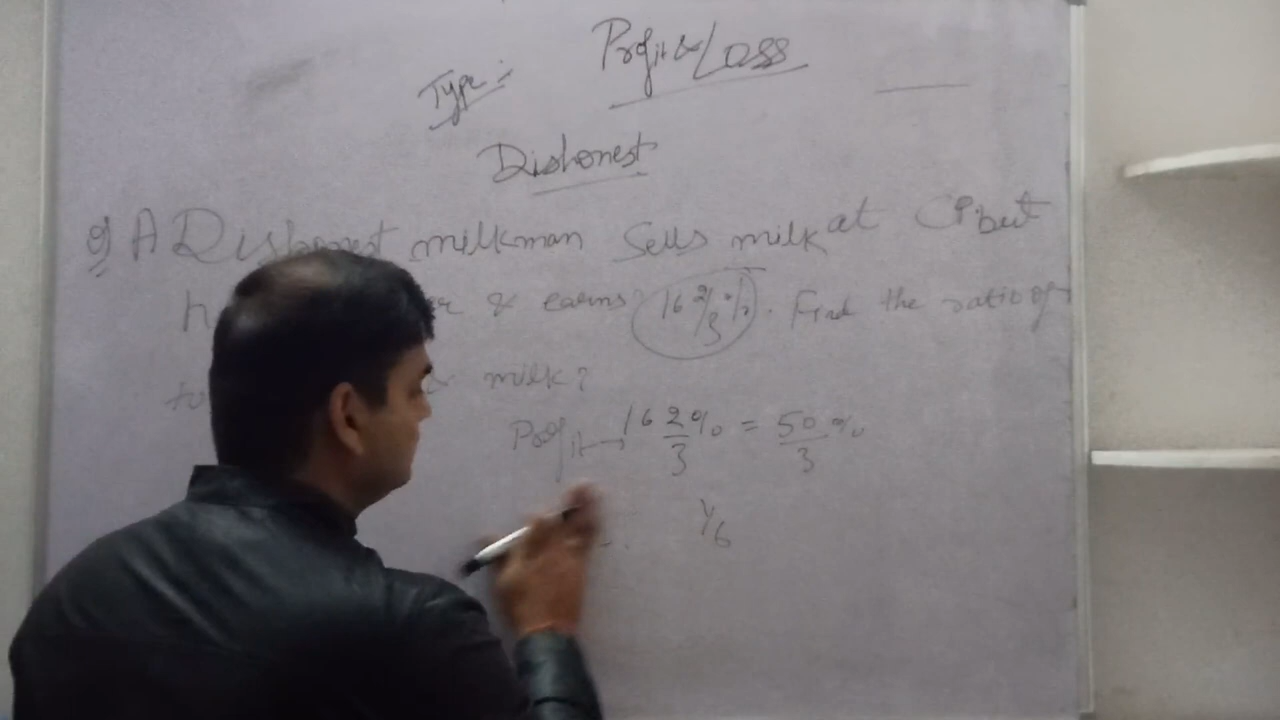 Type:- Profit & Loss
Dishonest
Q A Dishonest milkman Sells milk at CP but
& earns 16 2/3 %. Find the ratio of
milk?
Profit → 16 2/3 % = 50/3 %
1/6